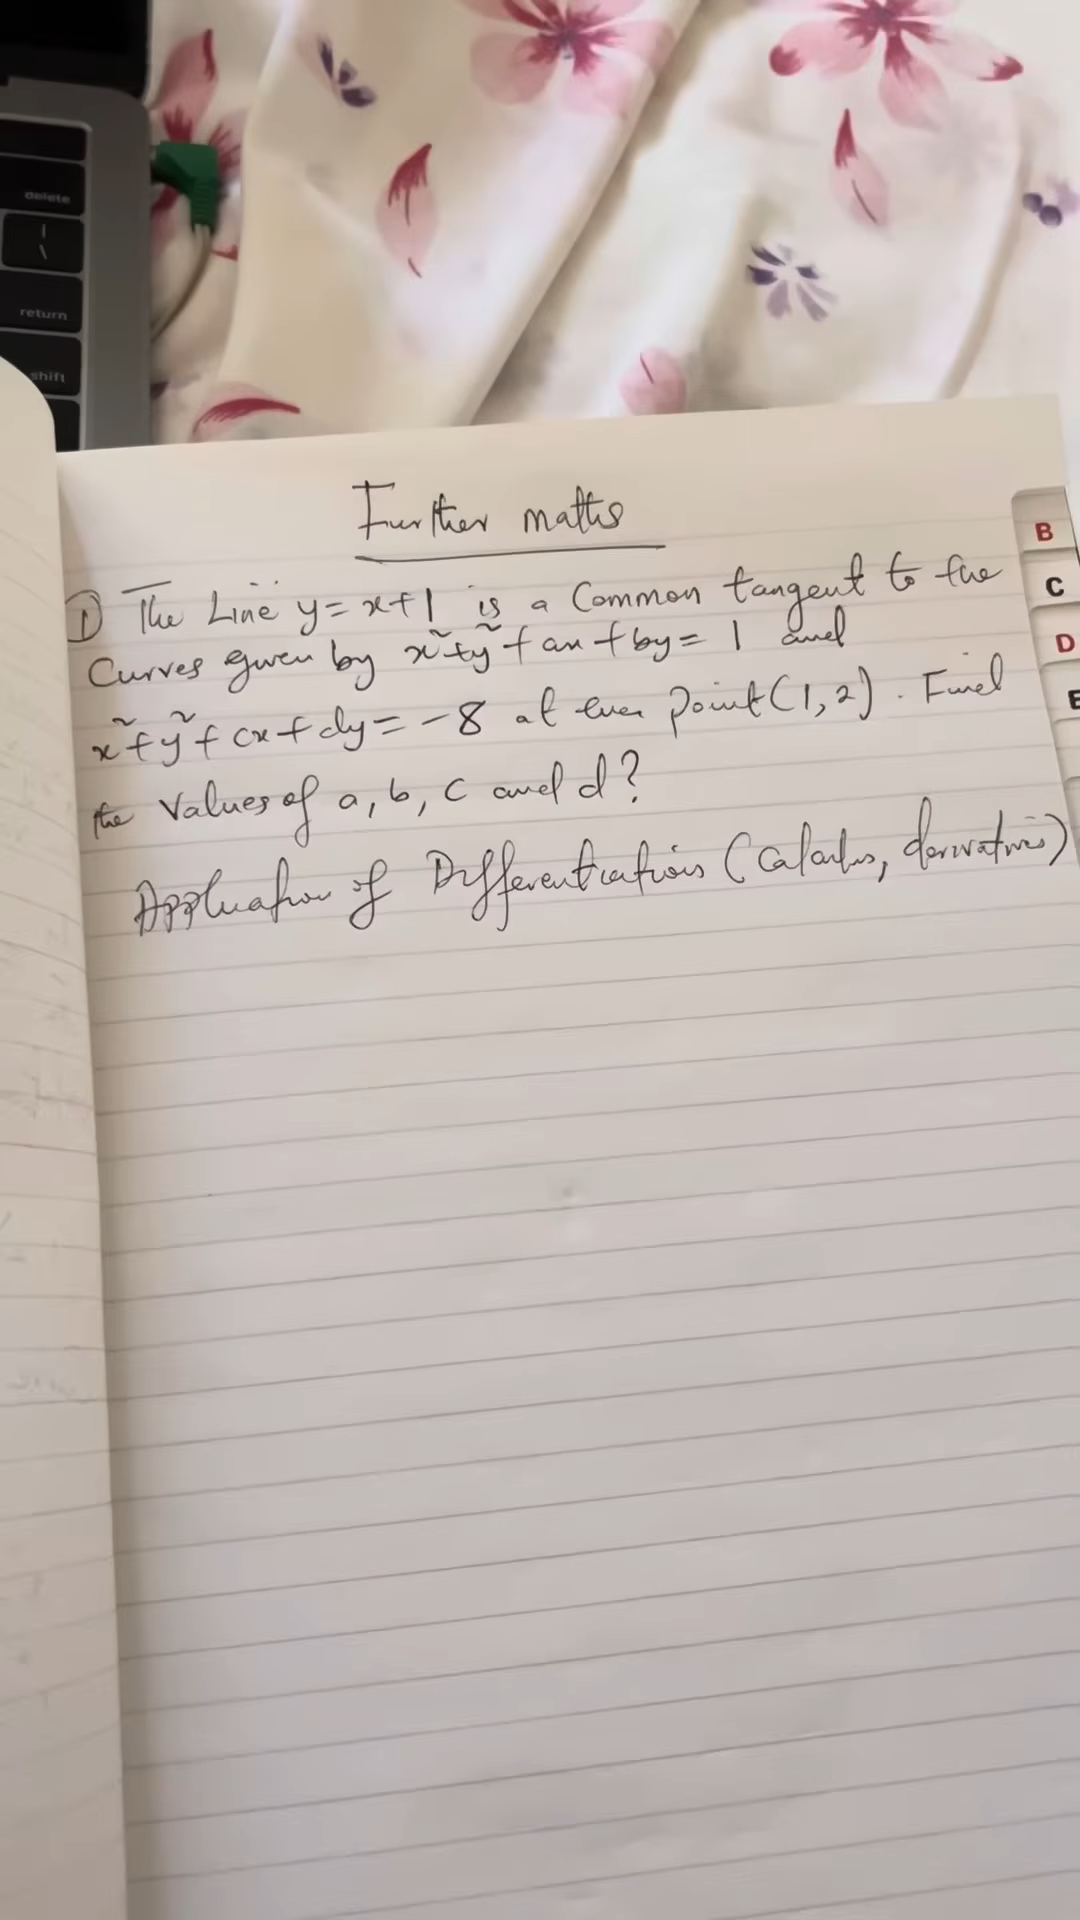 delete
|
\
return
shift
Further maths
B
C
D
E
① The Line y = x+1 is a Common tangent to the
Curves given by x²+y²+ax+by = 1 and
x²+y²+cx+dy = -8 at the point (1,2). Find
the values of a, b, c and d?
Application of Differentiation (Calculus, derivatives)